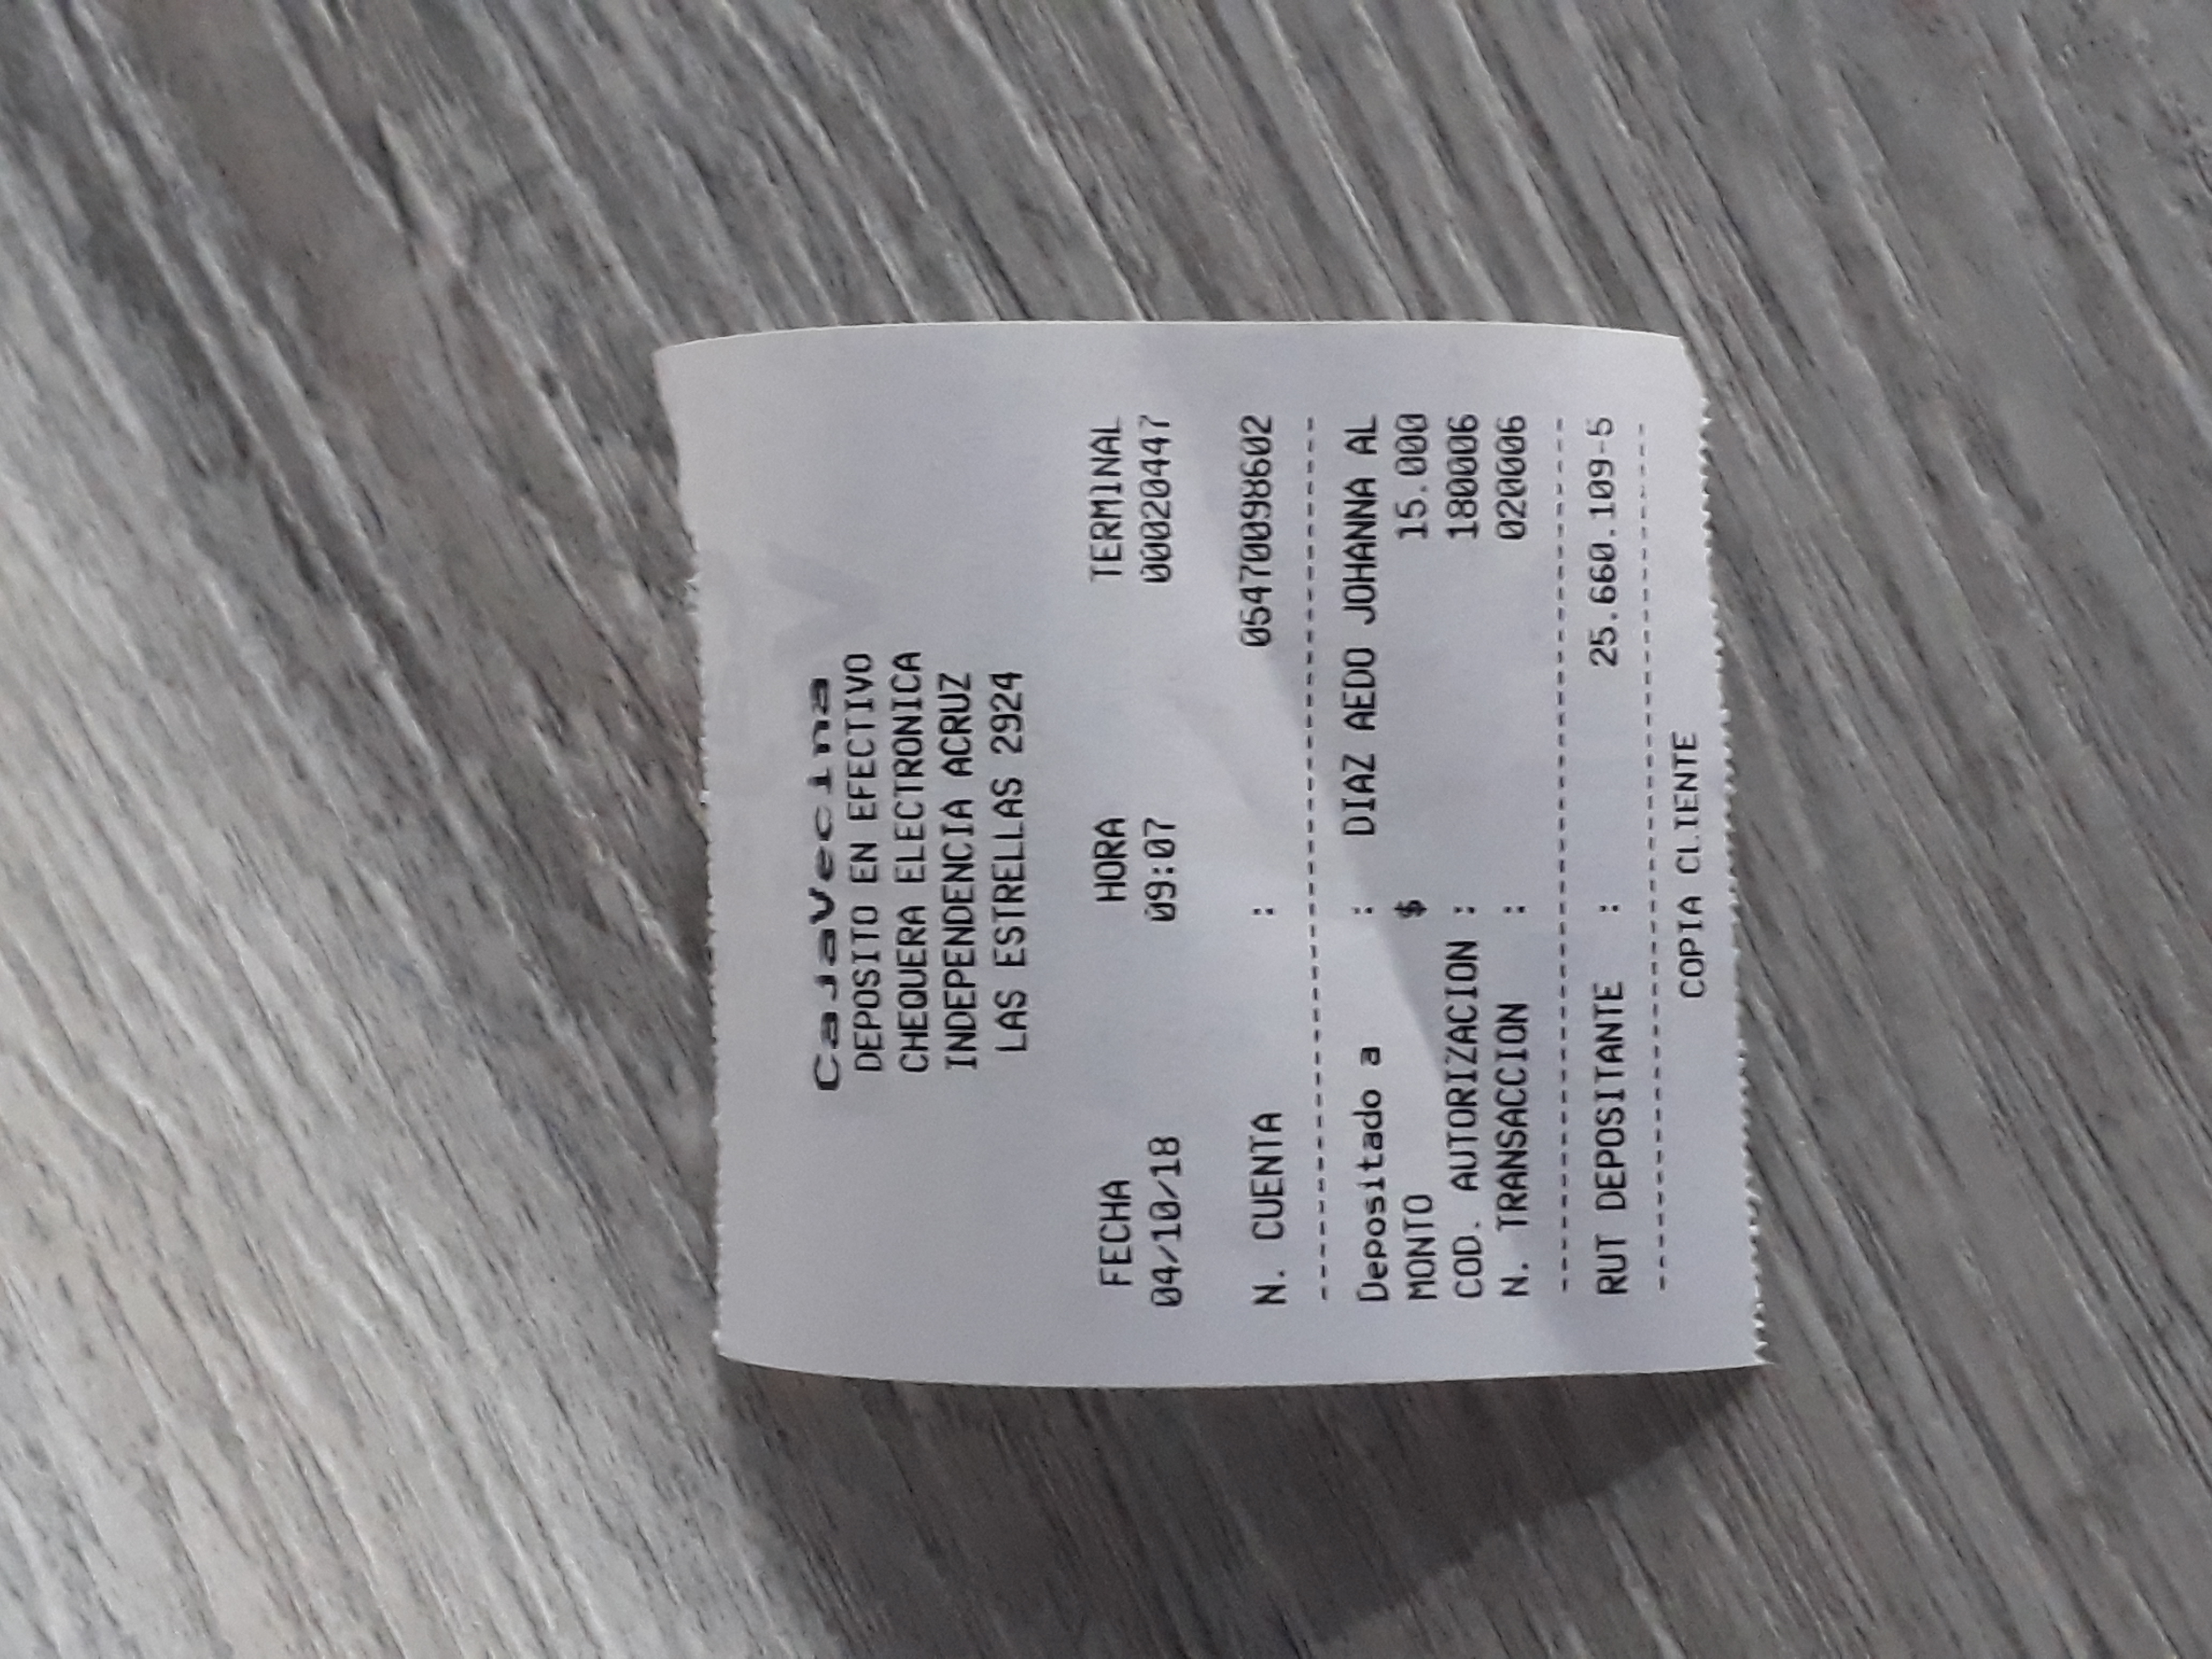 CajaVecina
DEPOSITO EN EFECTIVO
CHEQUERA ELECTRONICA
INDEPENDENCIA ACRUZ
LAS ESTRELLAS 2924
FECHA HORA TERMINAL
04/10/18 09:07 00020447
N. CUENTA : 05470098602
Depositado a : DIAZ AEDO JOHANNA AL
MONTO $ 15.000
COD. AUTORIZACION : 180006
N. TRANSACCION : 020006
RUT DEPOSITANTE : 25.660.109-5
COPIA CLIENTE